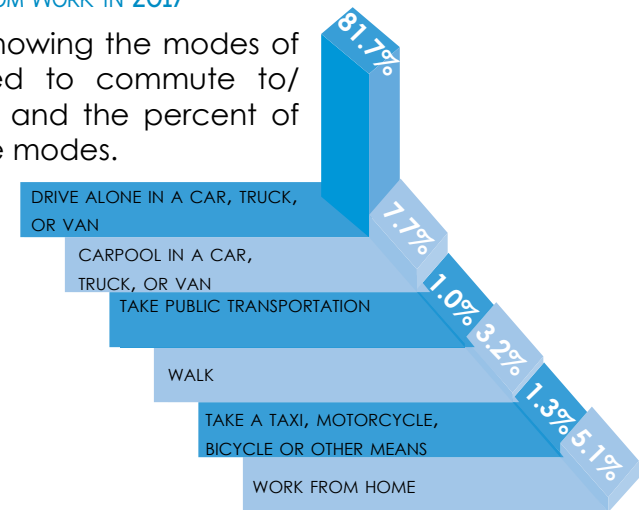 WORK IN 2017
howing the modes of
ed to commute to/
and the percent of
e modes.
81.7%
DRIVE ALONE IN A CAR, TRUCK,
OR VAN
7.7%
CARPOOL IN A CAR,
TRUCK, OR VAN
1.0%
TAKE PUBLIC TRANSPORTATION
3.2%
WALK
1.3%
TAKE A TAXI, MOTORCYCLE,
BICYCLE OR OTHER MEANS
5.1%
WORK FROM HOME